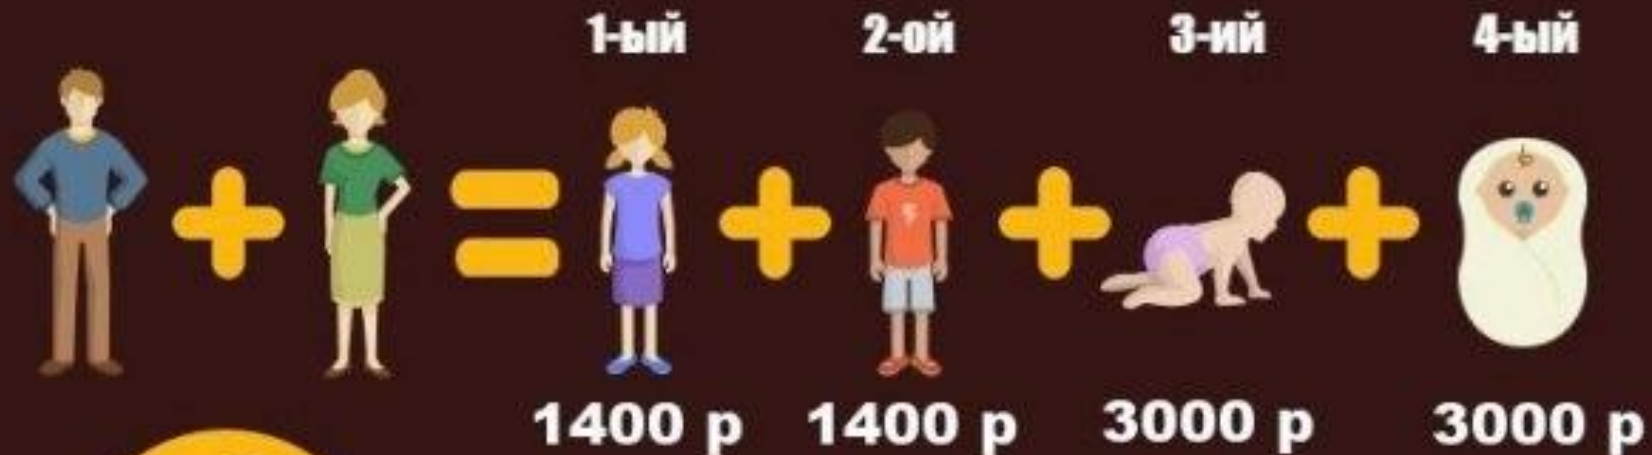 1-ый 2-ой 3-ий 4-ый
1400 р 1400 р 3000 р 3000 р